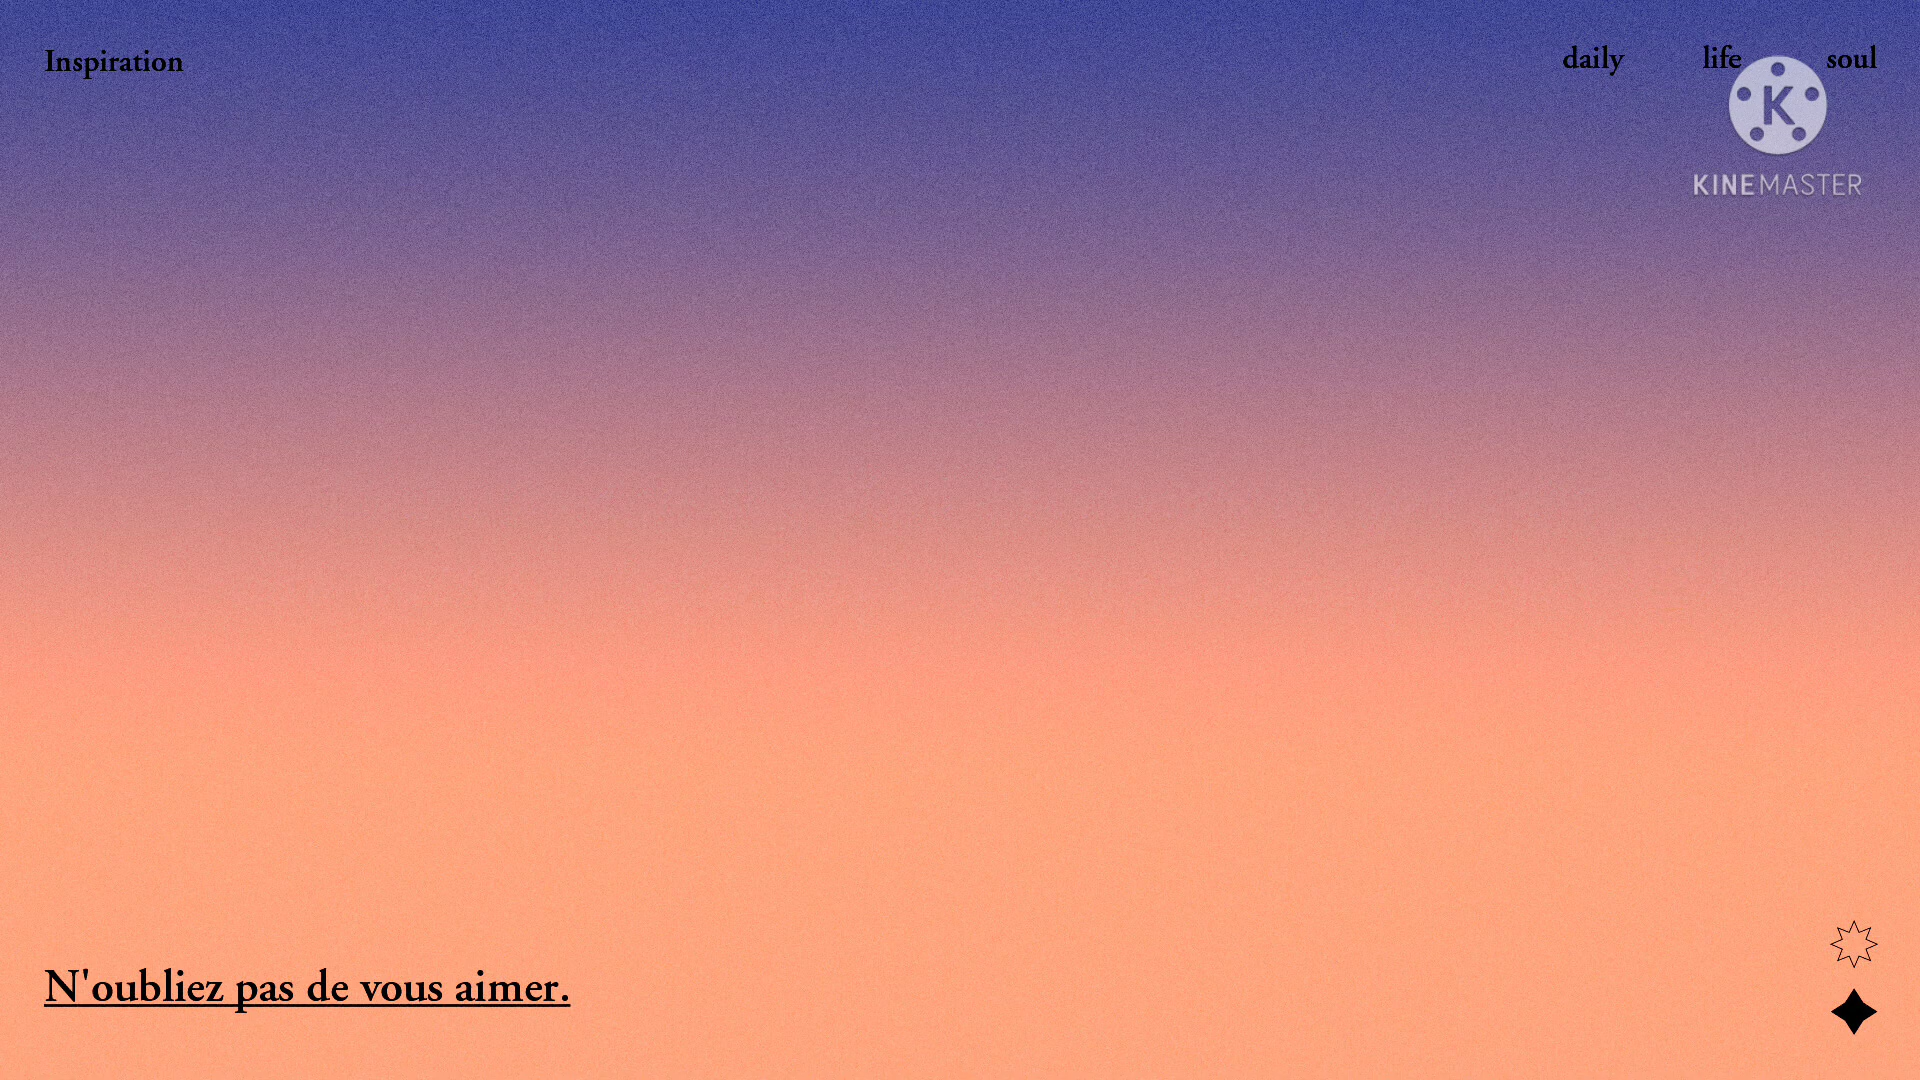 Inspiration daily life soul
K
KINEMASTER
N'oubliez pas de vous aimer.